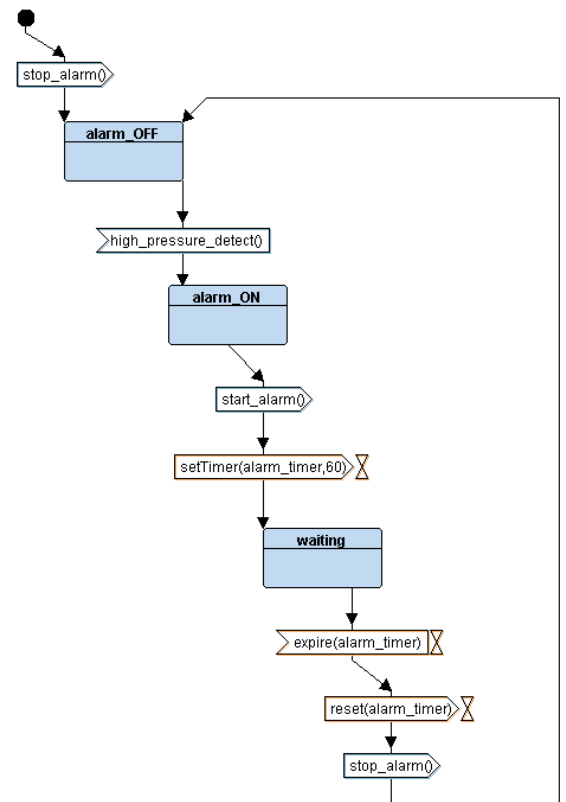 stop_alarm()
alarm_OFF
high_pressure_detect()
alarm_ON
start_alarm()
setTimer(alarm_timer,60)
waiting
expire(alarm_timer)
reset(alarm_timer)
stop_alarm()